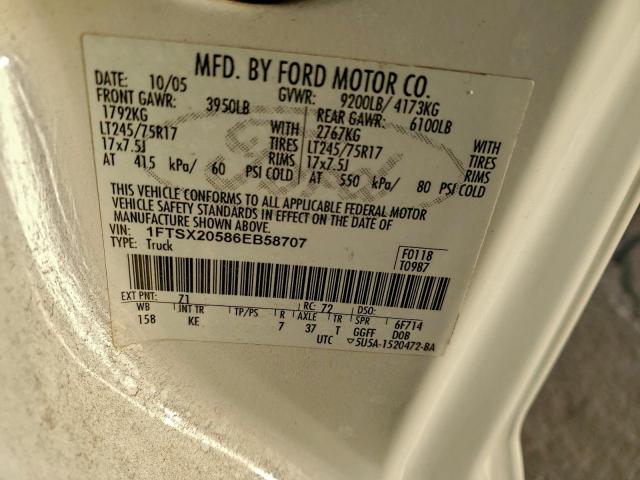 MFD. BY FORD MOTOR CO.
DATE: 10/05 GVWR: 9200LB/ 4173KG
FRONT GAWR: 3950LB REAR GAWR: 6100LB
1792KG WITH 2767KG WITH
LT245/75R17 TIRES LT245/75R17 TIRES
17x7.5J RIMS 17x7.5J RIMS
AT 415 kPa/ 60 PSI COLD AT 550 kPa/ 80 PSI COLD
THIS VEHICLE CONFORMS TO ALL APPLICABLE FEDERAL MOTOR
VEHICLE SAFETY STANDARDS IN EFFECT ON THE DATE OF
MANUFACTURE SHOWN ABOVE.
VIN: 1FTSX20586EB58707
TYPE: Truck
F0118
T0987
EXT PNT: 71 RC: 72 DSO:
WB INT TR TP/PS R AXLE TR SPR 6F714
158 KE 7 37 T GGFF D0B
UTC ▽5U5A-1520472-BA
Ford